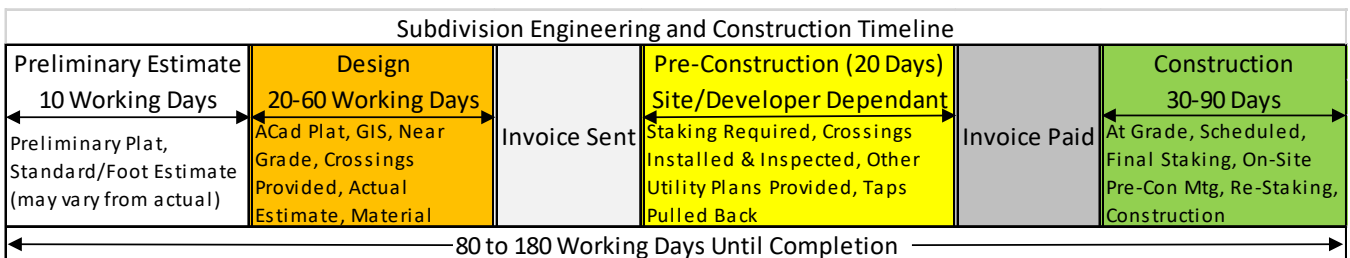 Subdivision Engineering and Construction Timeline
Preliminary Estimate
10 Working Days
Preliminary Plat,
Standard/Foot Estimate
(may vary from actual)
Design
20-60 Working Days
ACad Plat, GIS, Near
Grade, Crossings
Provided, Actual
Estimate, Material
Invoice Sent
Pre-Construction (20 Days)
Site/Developer Dependant
Staking Required, Crossings
Installed & Inspected, Other
Utility Plans Provided, Taps
Pulled Back
Invoice Paid
Construction
30-90 Days
At Grade, Scheduled,
Final Staking, On-Site
Pre-Con Mtg, Re-Staking,
Construction
80 to 180 Working Days Until Completion